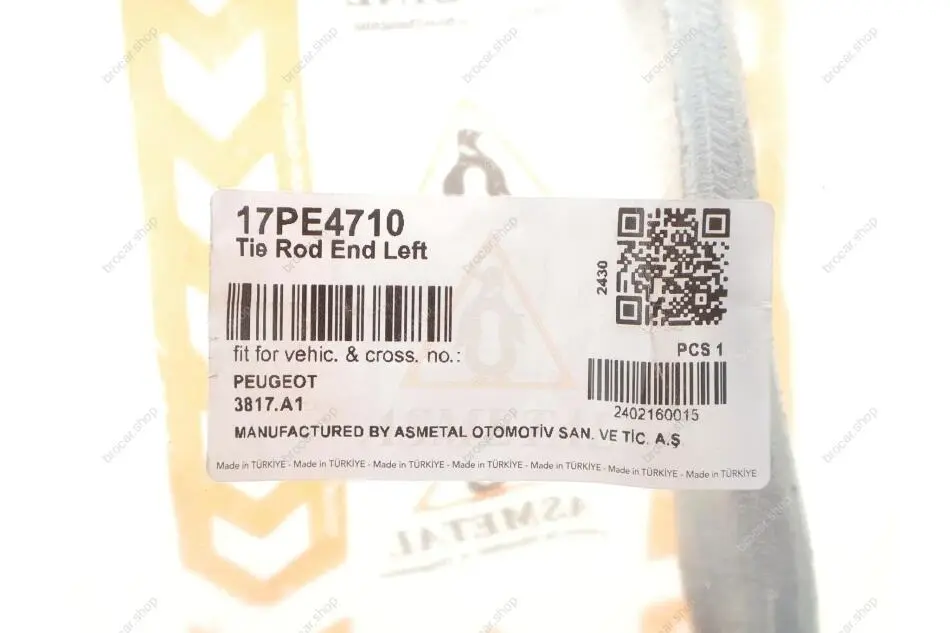 17PE4710
Tie Rod End Left
2430
fit for vehic. & cross. no.:
PCS 1
PEUGEOT
3817.A1
2402160015
MANUFACTURED BY ASMETAL OTOMOTİV SAN. VE TİC. A.Ş
Made in TÜRKİYE - Made in TÜRKİYE - Made in TÜRKİYE - Made in TÜRKİYE - Made in TÜRKİYE - Made in TÜRKİYE - Made in TÜRKİYE
ASMETAL
brocar.shop